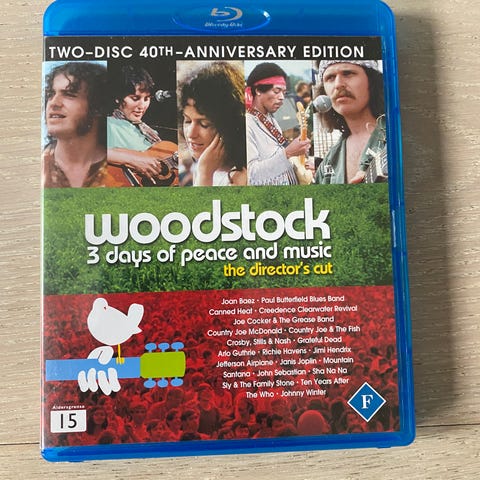 Blu-ray Disc
TWO-DISC 40TH-ANNIVERSARY EDITION
woodstock
3 days of peace and music
the director's cut
Joan Baez • Paul Butterfield Blues Band
Canned Heat • Creedence Clearwater Revival
Joe Cocker & The Grease Band
Country Joe McDonald • Country Joe & The Fish
Crosby, Stills & Nash • Grateful Dead
Arlo Guthrie • Richie Havens • Jimi Hendrix
Jefferson Airplane • Janis Joplin • Mountain
Santana • John Sebastian • Sha Na Na
Sly & The Family Stone • Ten Years After
The Who • Johnny Winter
Aldersgrense
15
F